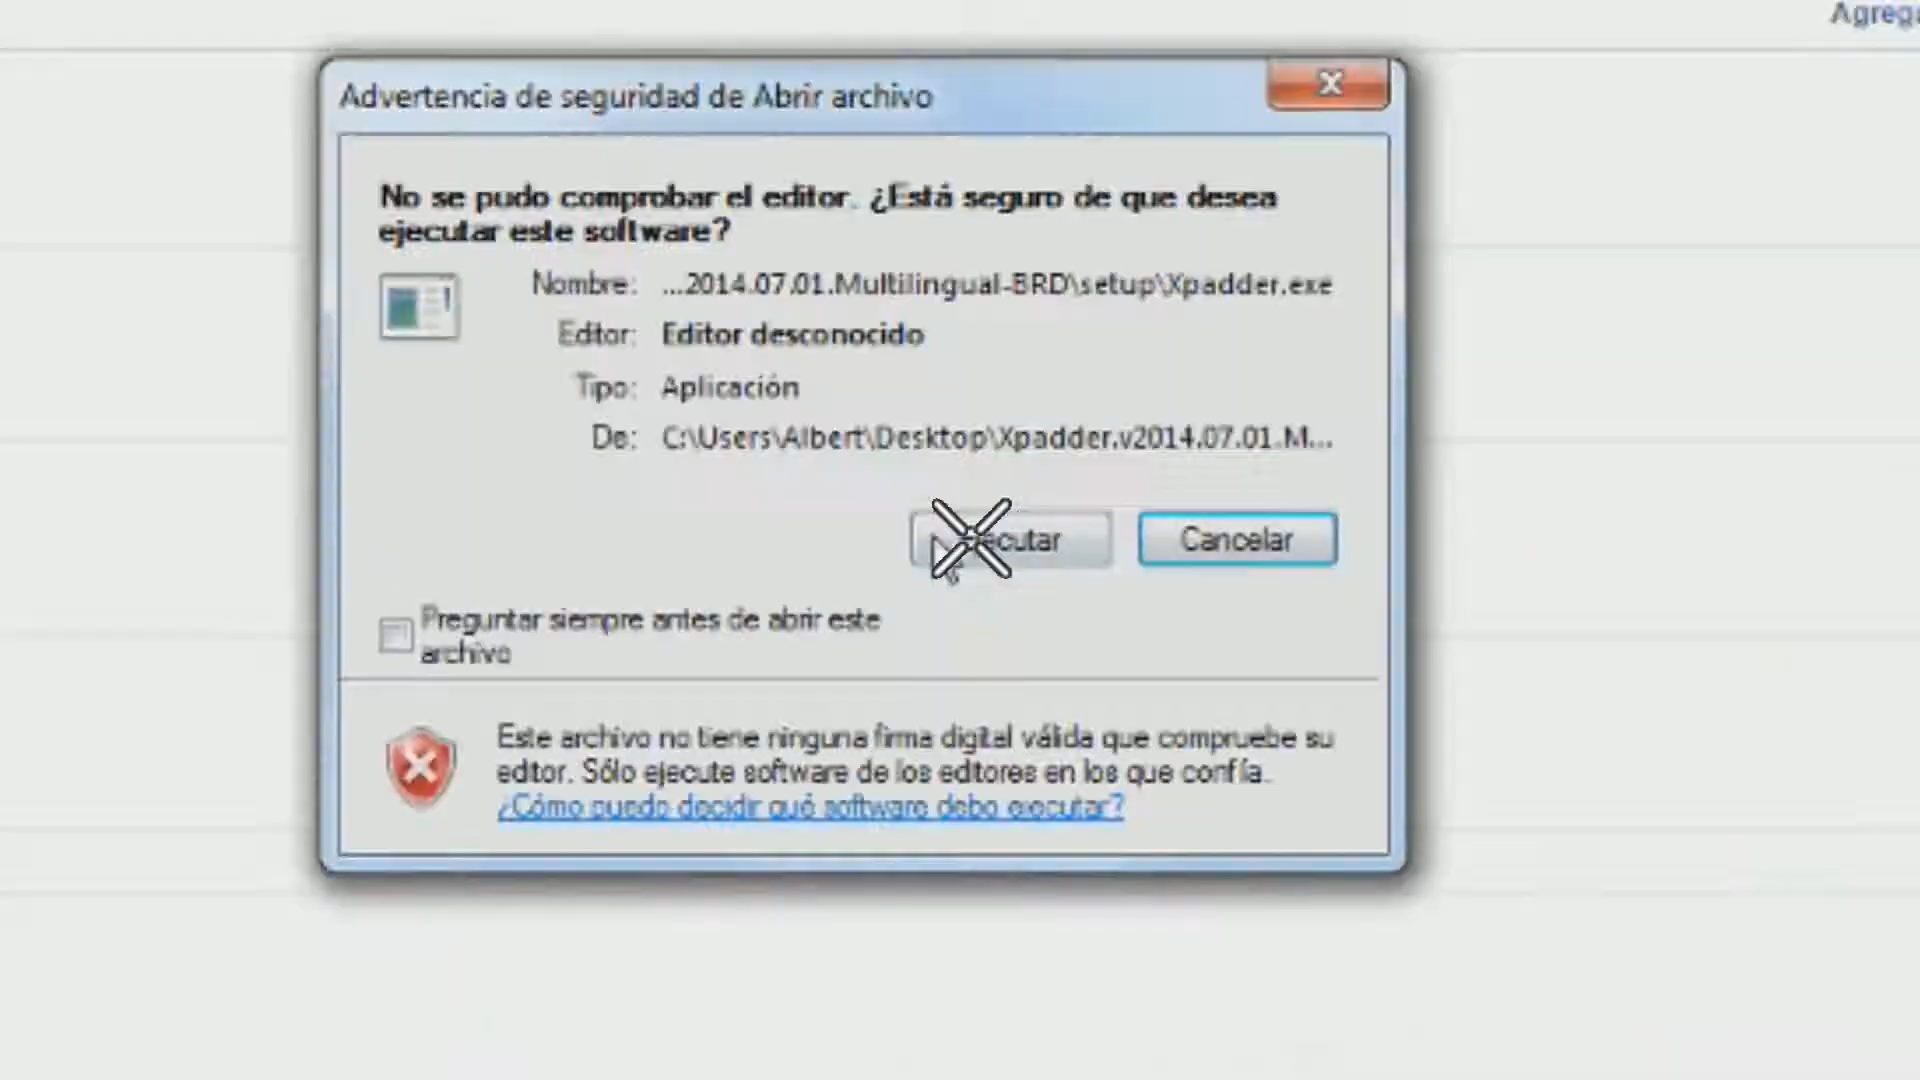 Advertencia de seguridad de Abrir archivo
No se pudo comprobar el editor. ¿Está seguro de que desea
ejecutar este software?
Nombre: ...2014.07.01.Multilingual-BRD\setup\Xpadder.exe
Editor: Editor desconocido
Tipo: Aplicación
De: C:\Users\Albert\Desktop\Xpadder.v2014.07.01.M...
Cancelar
Preguntar siempre antes de abrir este
archivo
Este archivo no tiene ninguna firma digital válida que compruebe su
editor. Sólo ejecute software de los editores en los que confía.
¿Cómo puedo decidir qué software debo ejecutar?